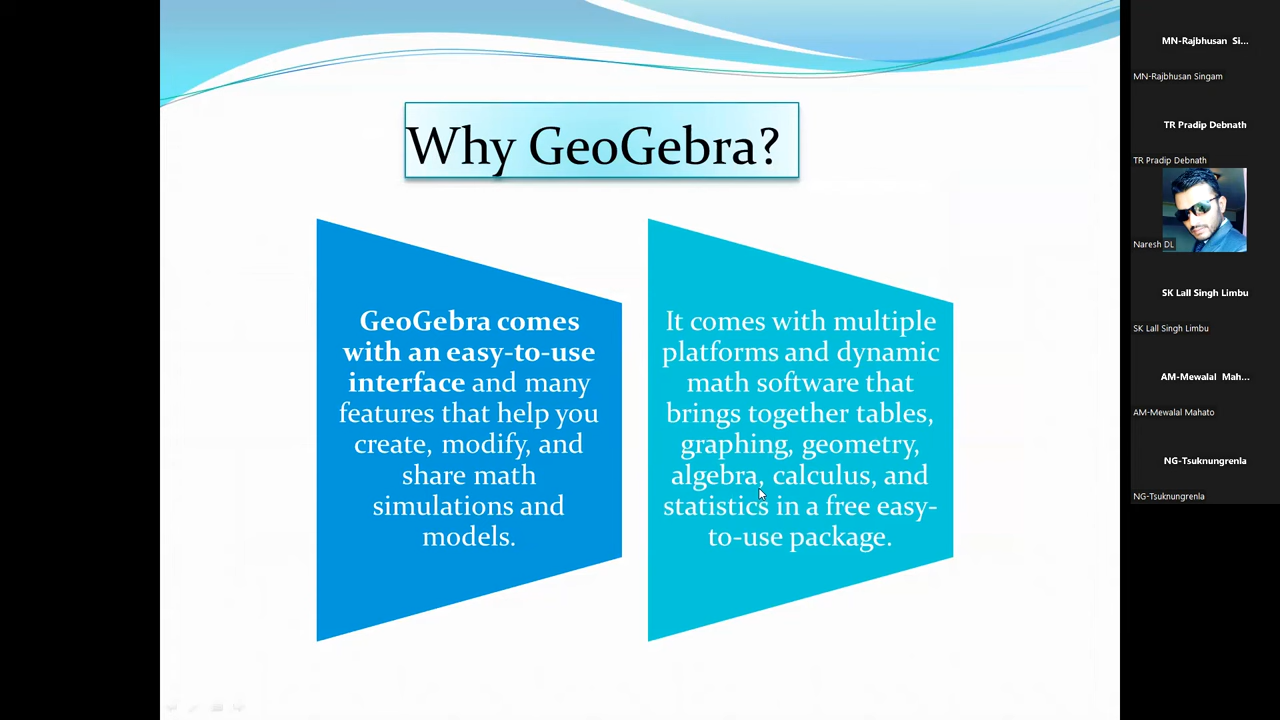 Why GeoGebra?
GeoGebra comes
with an easy-to-use
interface and many
features that help you
create, modify, and
share math
simulations and
models.
It comes with multiple
platforms and dynamic
math software that
brings together tables,
graphing, geometry,
algebra, calculus, and
statistics in a free easy-
to-use package.
MN-Rajbhusan Si...
MN-Rajbhusan Singam
TR Pradip Debnath
TR Pradip Debnath
Naresh DL
SK Lall Singh Limbu
SK Lall Singh Limbu
AM-Mewalal Mah...
AM-Mewalal Mahato
NG-Tsuknungrenla
NG-Tsuknungrenla